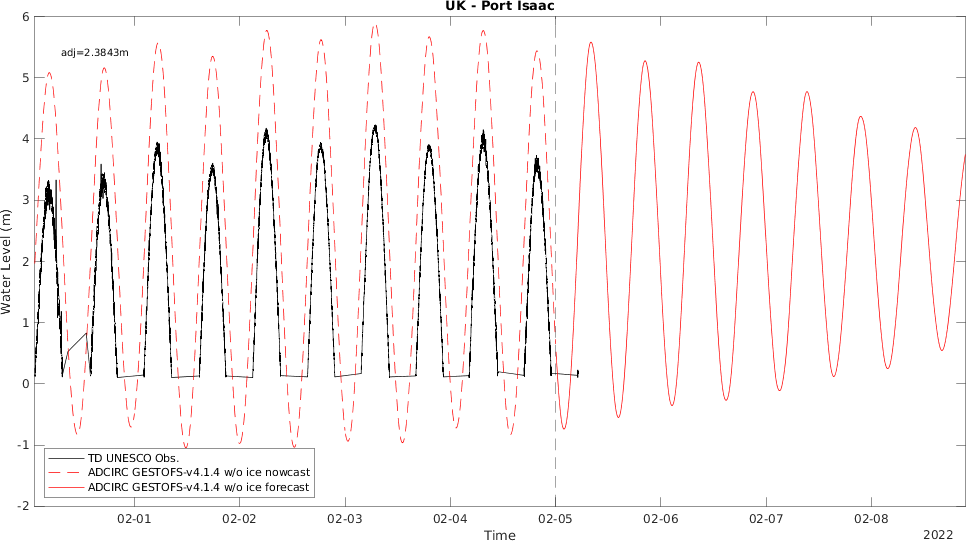 UK - Port Isaac
adj=2.3843m
6
5
4
3
2
1
0
-1
-2
Water Level (m)
TD UNESCO Obs.
ADCIRC GESTOFS-v4.1.4 w/o ice nowcast
ADCIRC GESTOFS-v4.1.4 w/o ice forecast
02-01 02-02 02-03 02-04 02-05 02-06 02-07 02-08
Time
2022